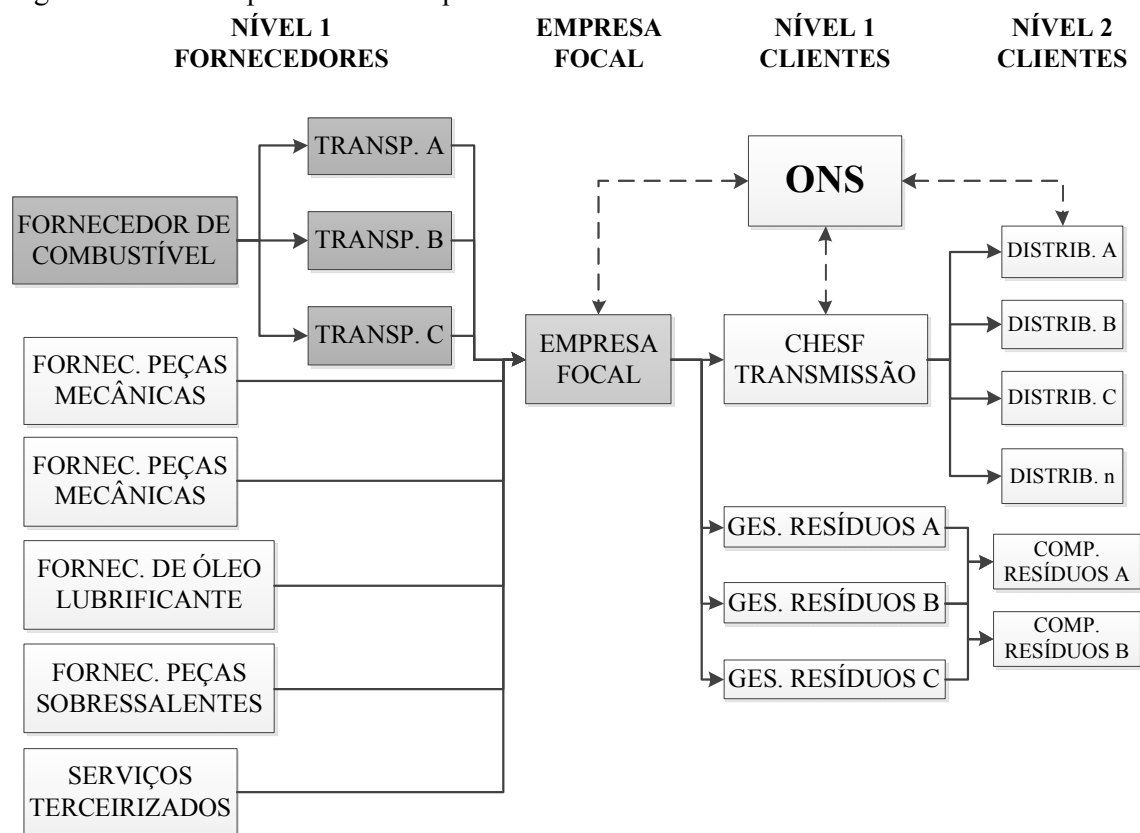 NÍVEL 1
FORNECEDORES
EMPRESA
FOCAL
NÍVEL 1
CLIENTES
NÍVEL 2
CLIENTES
FORNECEDOR DE
COMBUSTÍVEL
TRANSP. A
TRANSP. B
TRANSP. C
FORNEC. PEÇAS
MECÂNICAS
FORNEC. PEÇAS
MECÂNICAS
FORNEC. DE ÓLEO
LUBRIFICANTE
FORNEC. PEÇAS
SOBRESSALENTES
SERVIÇOS
TERCEIRIZADOS
EMPRESA
FOCAL
ONS
CHESF
TRANSMISSÃO
GES. RESÍDUOS A
GES. RESÍDUOS B
GES. RESÍDUOS C
DISTRIB. A
DISTRIB. B
DISTRIB. C
DISTRIB. n
COMP.
RESÍDUOS A
COMP.
RESÍDUOS B